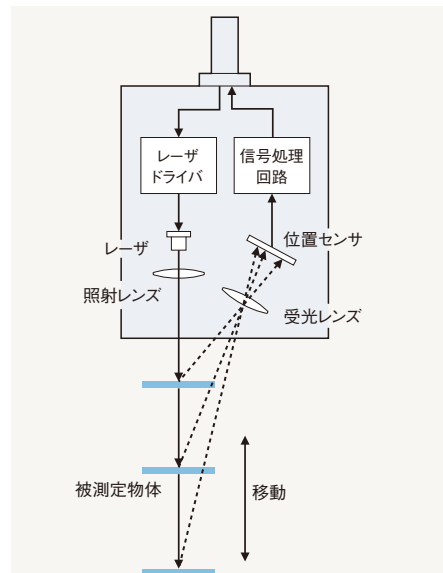 レーザ
ドライバ
信号処理
回路
レーザ
位置センサ
照射レンズ
受光レンズ
被測定物体
移動